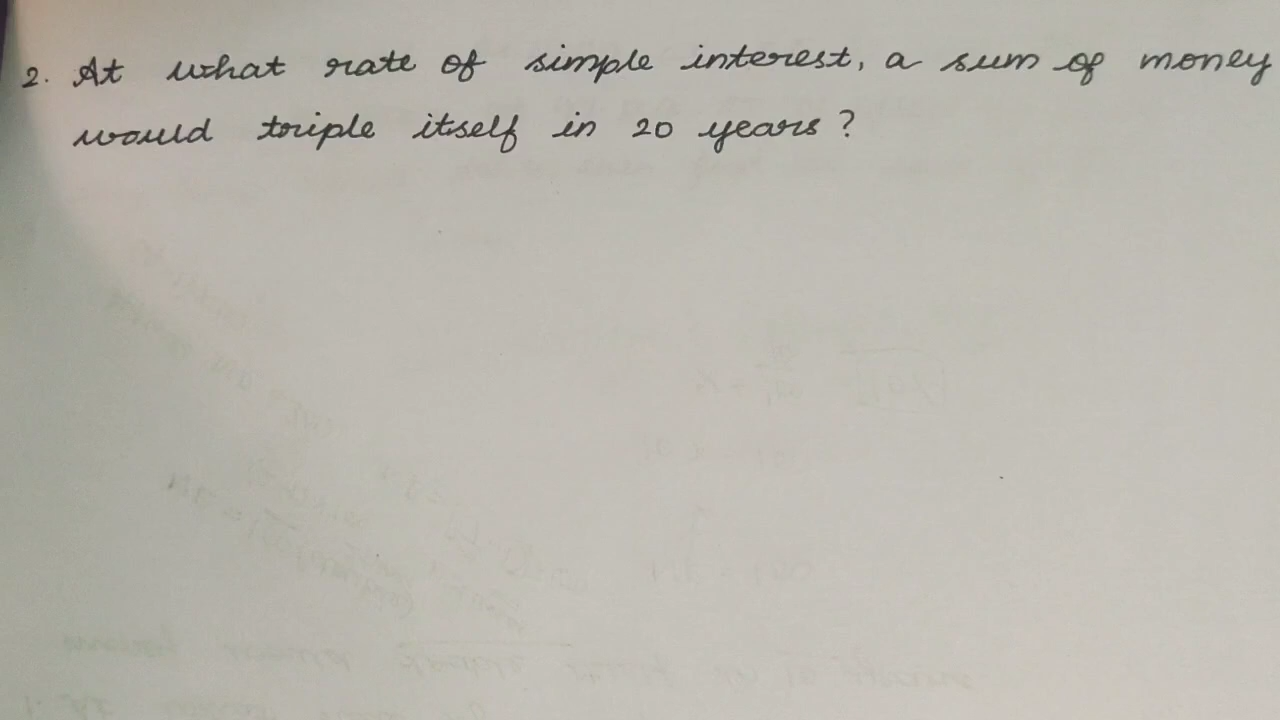 2. At what rate of simple interest, a sum of money
would triple itself in 20 years?